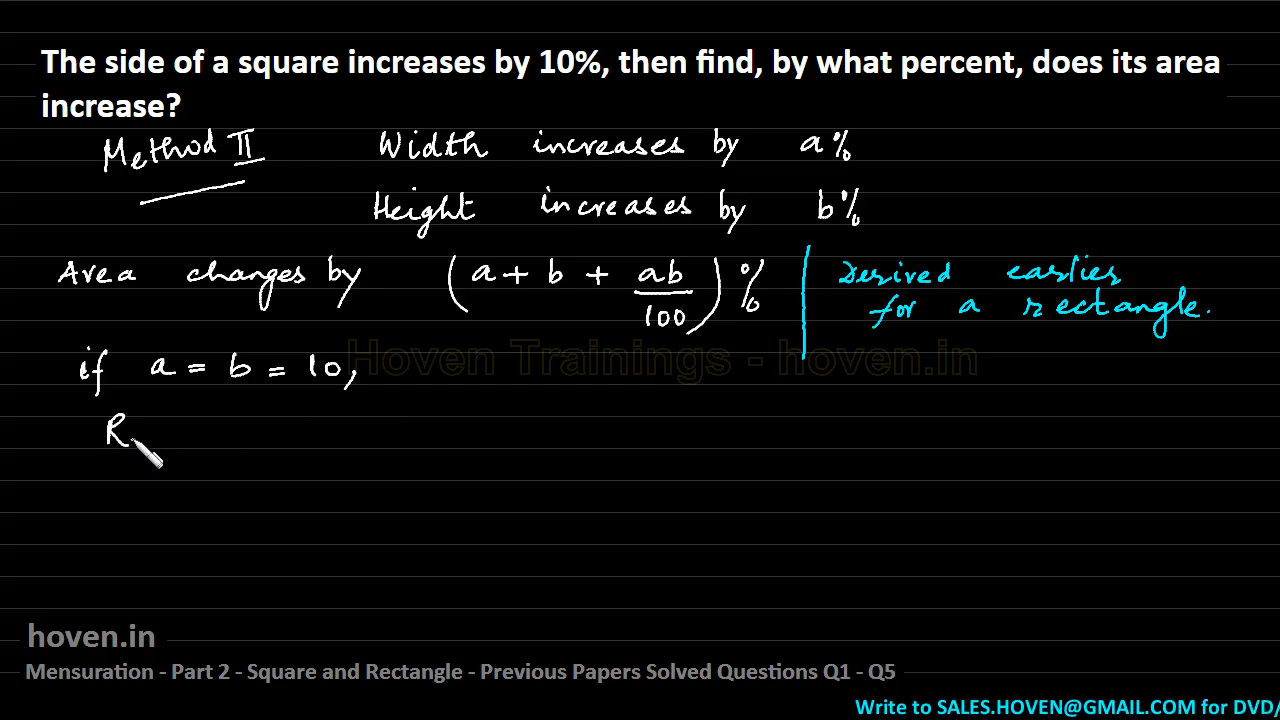 The side of a square increases by 10%, then find, by what percent, does its area
increase?
Method II Width increases by a%
Height increases by b%
Area changes by (a + b + ab/100) % | Derived earlier
for a rectangle.
if a = b = 10,
Hoven Trainings - hoven.in
R
hoven.in
Mensuration - Part 2 - Square and Rectangle - Previous Papers Solved Questions Q1 - Q5
Write to SALES.HOVEN@GMAIL.COM for DVD/